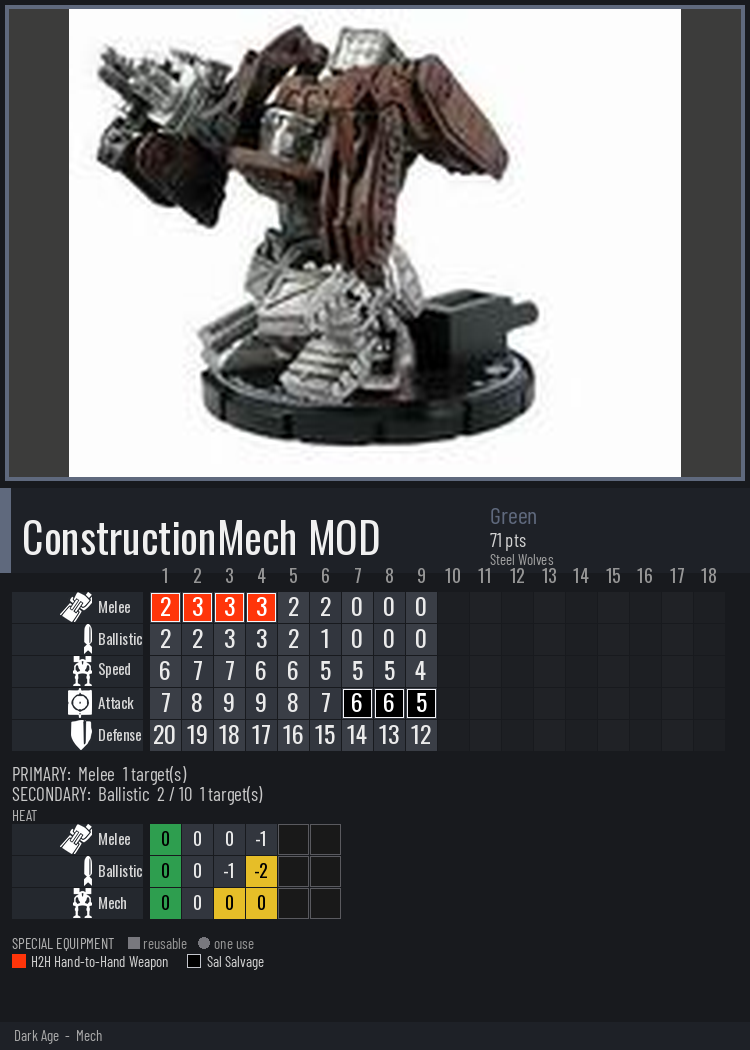 ConstructionMech MOD
Green
71 pts
Steel Wolves
1 2 3 4 5 6 7 8 9 10 11 12 13 14 15 16 17 18
Melee 2 3 3 3 2 2 0 0 0
Ballistic 2 2 3 3 2 1 0 0 0
Speed 6 7 7 6 6 5 5 5 4
Attack 7 8 9 9 8 7 6 6 5
Defense 20 19 18 17 16 15 14 13 12
PRIMARY: Melee 1 target(s)
SECONDARY: Ballistic 2 / 10 1 target(s)
HEAT
Melee 0 0 0 -1
Ballistic 0 0 -1 -2
Mech 0 0 0 0
SPECIAL EQUIPMENT reusable one use
H2H Hand-to-Hand Weapon Sal Salvage
Dark Age - Mech